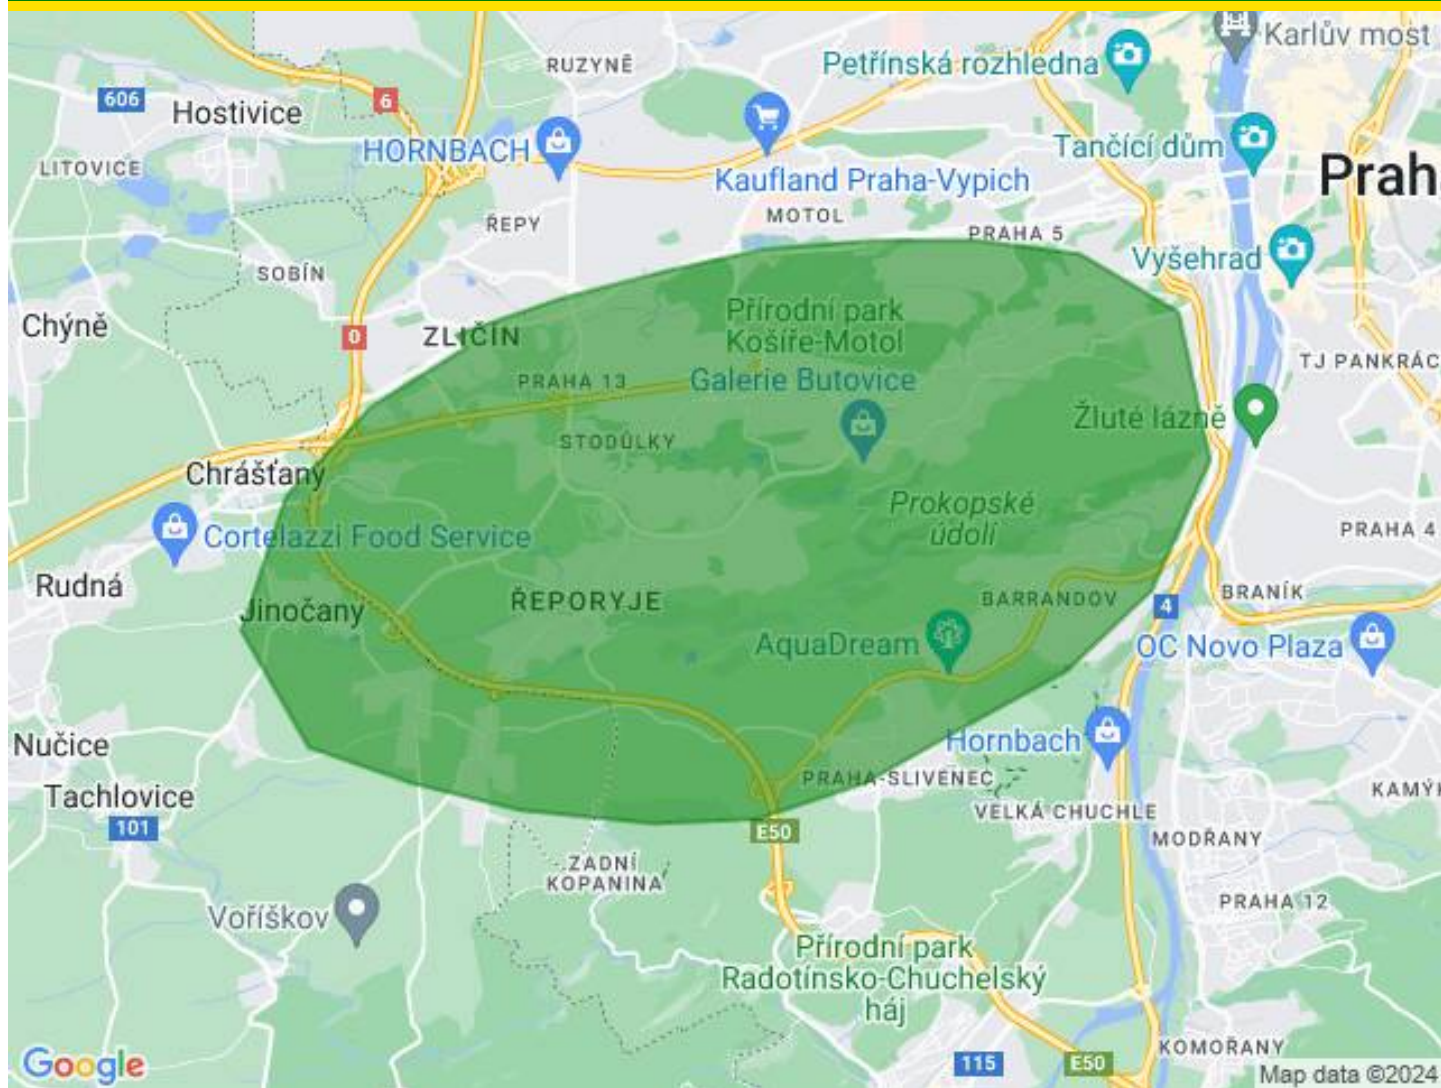 Karlův most
RUZYNĚ
Petřínská rozhledna
606
6
Hostivice
HORNBACH
Tančící dům
LITOVICE
Kaufland Praha-Vypich
Prah
ŘEPY
MOTOL
PRAHA 5
SOBÍN
Vyšehrad
Chýně
0
ZLIČÍN
Přírodní park
Košíře-Motol
TJ PANKRÁC
PRAHA 13
Galerie Butovice
Žluté lázně
STODŮLKY
Chrášťany
Prokopské
údolí
Cortelazzi Food Service
PRAHA 4
Rudná
Jinočany
ŘEPORYJE
BARRANDOV
4
BRANÍK
AquaDream
OC Novo Plaza
Nučice
Hornbach
PRAHA-SLIVENEC
Tachlovice
KAMÝK
VELKÁ CHUCHLE
101
E50
MODŘANY
ZADNÍ
KOPANINA
PRAHA 12
Voříškov
Přírodní park
Radotínsko-Chuchelský
háj
KOMOŘANY
Google
115
E50
Map data ©2024